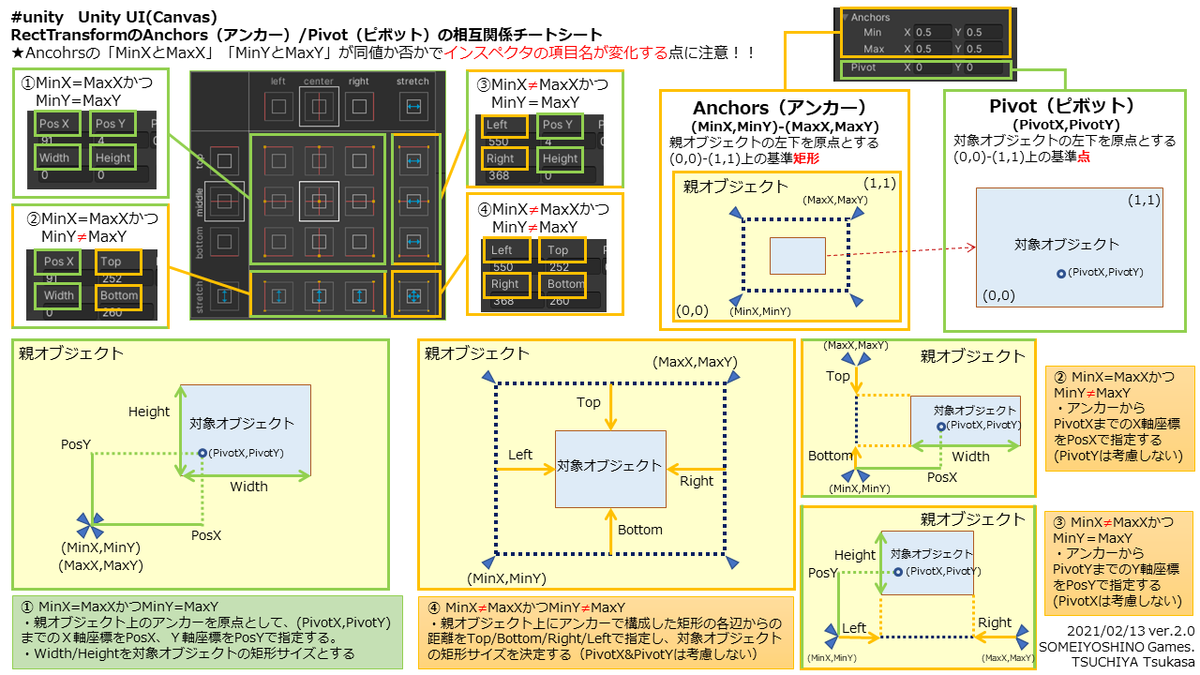 #unity Unity UI(Canvas)
RectTransformのAnchors（アンカー）/Pivot（ピボット）の相互関係チートシート
★Ancohrsの「MinXとMaxX」「MinYとMaxY」が同値か否かでインスペクタの項目名が変化する点に注意！！
Anchors
Min X 0.5 Y 0.5
Max X 0.5 Y 0.5
Pivot X 0 Y 0
①MinX＝MaxXかつ
MinY＝MaxY
Pos X Pos Y P
91 4
Width Height
0 0
②MinX＝MaxXかつ
MinY≠MaxY
Pos X Top
91 252
Width Bottom
0 260
left center right stretch
top
middle
bottom
stretch
③MinX≠MaxXかつ
MinY＝MaxY
Left Pos Y
550 4
Right Height
368 0
④MinX≠MaxXかつ
MinY≠MaxY
Left Top
550 252
Right Bottom
368 260
Anchors（アンカー）
(MinX,MinY)-(MaxX,MaxY)
親オブジェクトの左下を原点とする
(0,0)-(1,1)上の基準矩形
親オブジェクト
(1,1)
(MaxX,MaxY)
(0,0)
(MinX,MinY)
Pivot（ピボット）
(PivotX,PivotY)
対象オブジェクトの左下を原点とする
(0,0)-(1,1)上の基準点
(1,1)
対象オブジェクト
(PivotX,PivotY)
(0,0)
親オブジェクト
Height
対象オブジェクト
PosY
(PivotX,PivotY)
Width
PosX
(MinX,MinY)
(MaxX,MaxY)
① MinX=MaxXかつMinY=MaxY
・親オブジェクト上のアンカーを原点として、(PivotX,PivotY)
までのＸ軸座標をPosX、Ｙ軸座標をPosYで指定する。
・Width/Heightを対象オブジェクトの矩形サイズとする
親オブジェクト
(MaxX,MaxY)
Top
Left
対象オブジェクト
Right
Bottom
(MinX,MinY)
④ MinX≠MaxXかつMinY≠MaxY
・親オブジェクト上にアンカーで構成した矩形の各辺からの
距離をTop/Bottom/Right/Leftで指定し、対象オブジェクト
の矩形サイズを決定する（PivotX&PivotYは考慮しない）
(MaxX,MaxY)
親オブジェクト
Top
対象オブジェクト
(PivotX,PivotY)
Bottom
Width
PosX
(MinX,MinY)
② MinX=MaxXかつ
MinY≠MaxY
・アンカーから
PivotXまでのX軸座標
をPosXで指定する
(PivotYは考慮しない)
親オブジェクト
Height
対象オブジェクト
PosY
(PivotX,PivotY)
Left
Right
(MinX,MinY)
(MaxX,MaxY)
③ MinX≠MaxXかつ
MinY＝MaxY
・アンカーから
PivotYまでのY軸座標
をPosYで指定する
(PivotXは考慮しない)
2021/02/13 ver.2.0
SOMEIYOSHINO Games.
TSUCHIYA Tsukasa